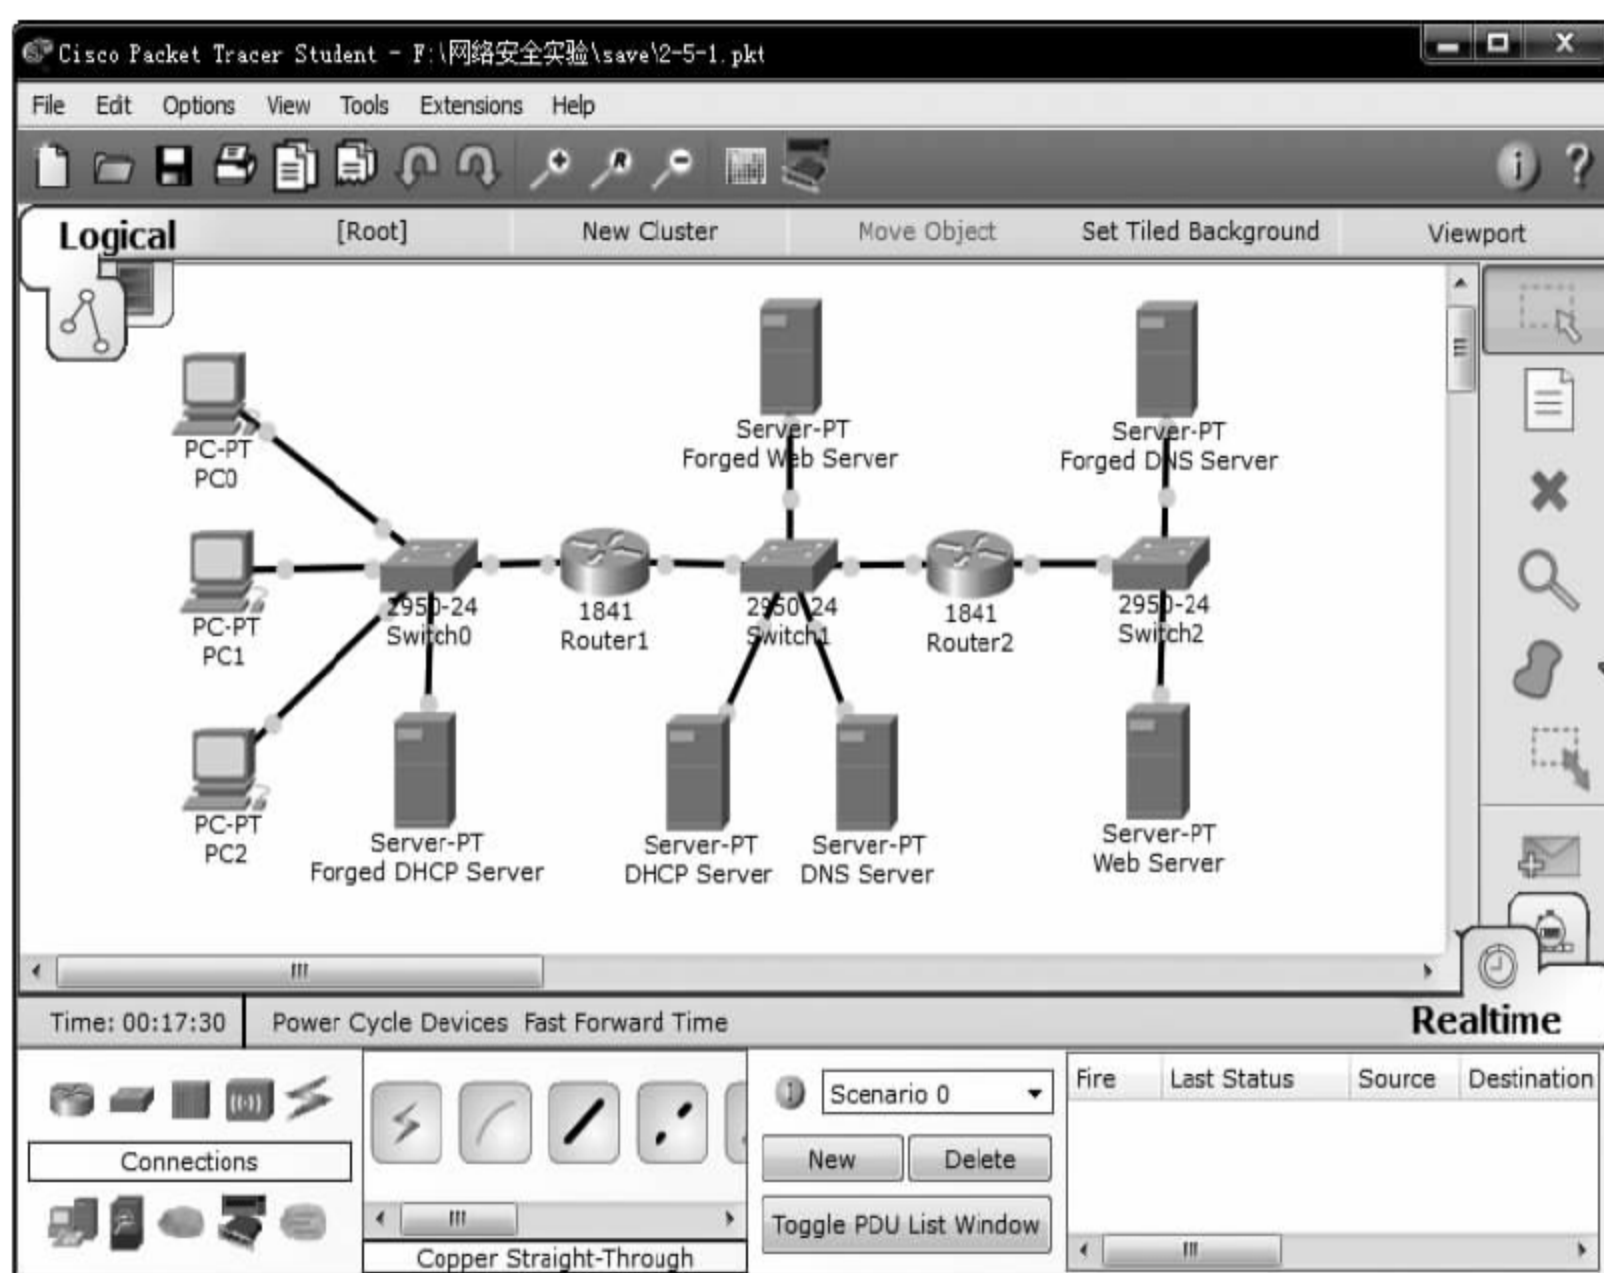 Cisco Packet Tracer Student - F:\网络安全实验\save\2-5-1.pkt
File Edit Options View Tools Extensions Help
Logical [Root] New Cluster Move Object Set Tiled Background Viewport
Server-PT
Forged Web Server
Server-PT
Forged DNS Server
PC-PT
PC0
PC-PT
PC1
2950-24
Switch0
1841
Router1
2950-24
Switch1
1841
Router2
2950-24
Switch2
PC-PT
PC2
Server-PT
Forged DHCP Server
Server-PT
DHCP Server
Server-PT
DNS Server
Server-PT
Web Server
Time: 00:17:30 Power Cycle Devices Fast Forward Time Realtime
Connections
Copper Straight-Through
Scenario 0
New Delete
Toggle PDU List Window
Fire Last Status Source Destination